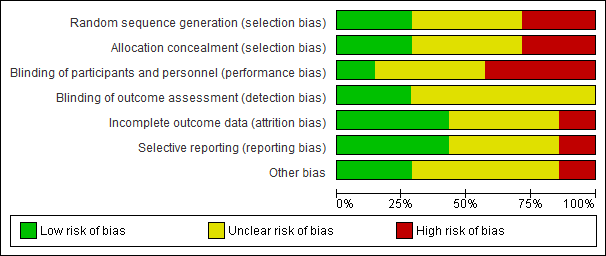 Random sequence generation (selection bias)
Allocation concealment (selection bias)
Blinding of participants and personnel (performance bias)
Blinding of outcome assessment (detection bias)
Incomplete outcome data (attrition bias)
Selective reporting (reporting bias)
Other bias
0% 25% 50% 75% 100%
Low risk of bias Unclear risk of bias High risk of bias